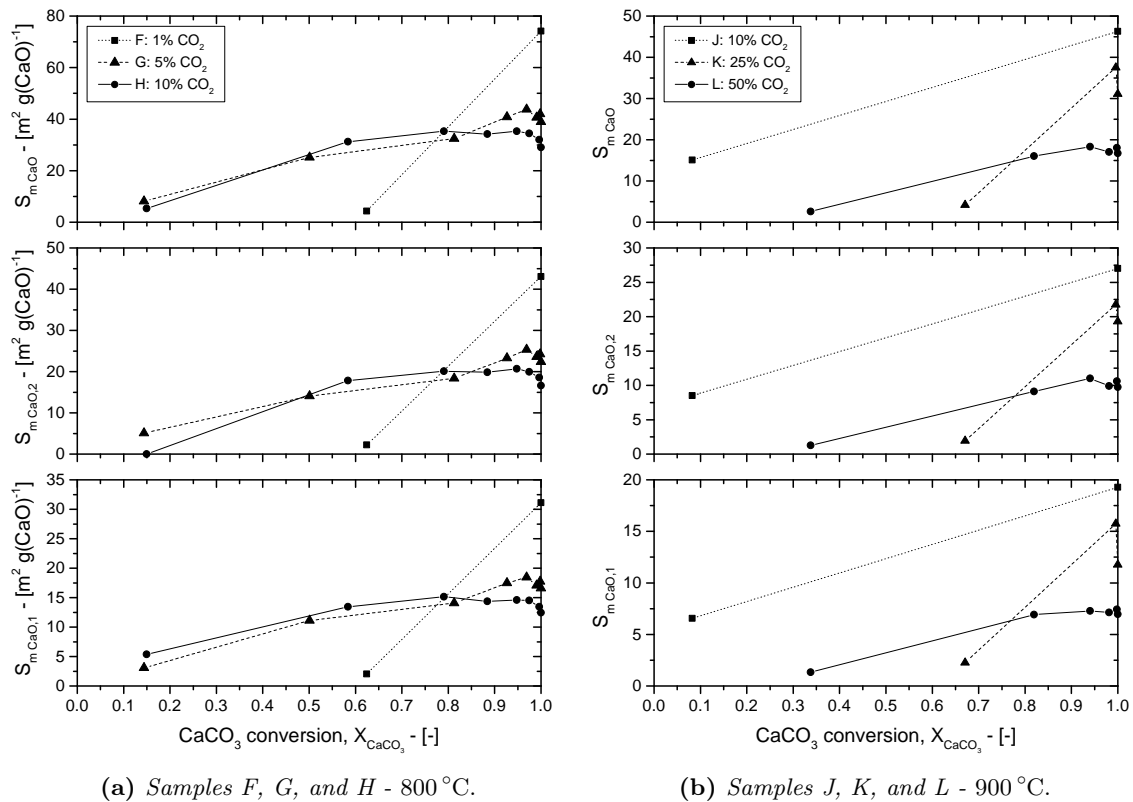 80
60
40
20
0
S_m CaO - [m² g(CaO)⁻¹]
F: 1% CO₂
G: 5% CO₂
H: 10% CO₂
50
40
30
20
10
0
S_m CaO,2 - [m² g(CaO)⁻¹]
35
30
25
20
15
10
5
0
S_m CaO,1 - [m² g(CaO)⁻¹]
0.0 0.1 0.2 0.3 0.4 0.5 0.6 0.7 0.8 0.9 1.0
CaCO₃ conversion, X_CaCO₃ - [-]
(a) Samples F, G, and H - 800 °C.
50
40
30
20
10
0
S_m CaO
J: 10% CO₂
K: 25% CO₂
L: 50% CO₂
30
25
20
15
10
5
0
S_m CaO,2
20
15
10
5
0
S_m CaO,1
0.0 0.1 0.2 0.3 0.4 0.5 0.6 0.7 0.8 0.9 1.0
CaCO₃ conversion, X_CaCO₃ - [-]
(b) Samples J, K, and L - 900 °C.